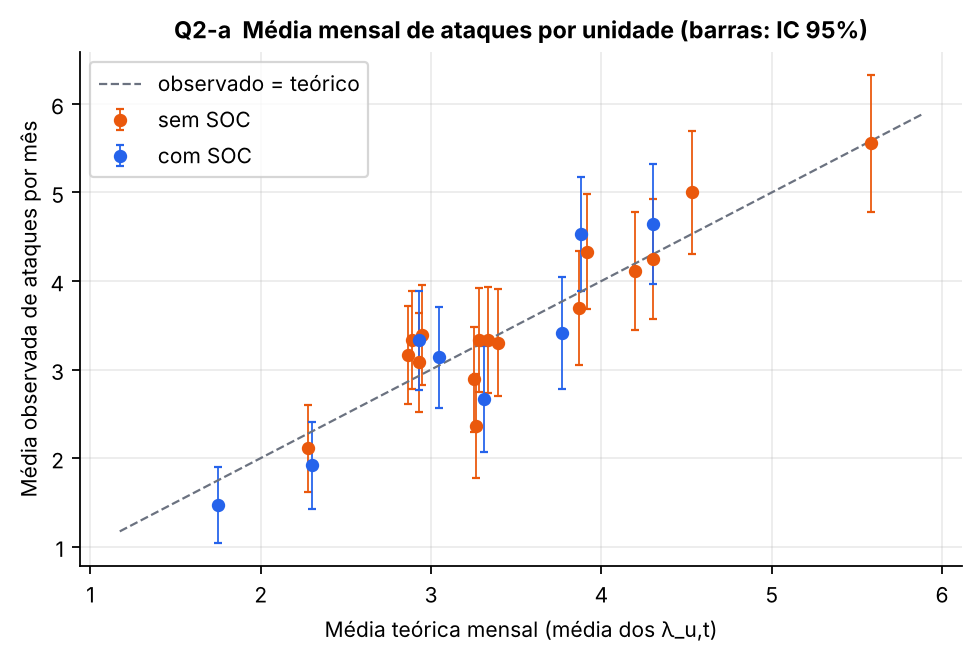 Q2-a  Média mensal de ataques por unidade (barras: IC 95%)
observado = teórico
sem SOC
com SOC
Média observada de ataques por mês
6
5
4
3
2
1
1 2 3 4 5 6
Média teórica mensal (média dos λ_u,t)